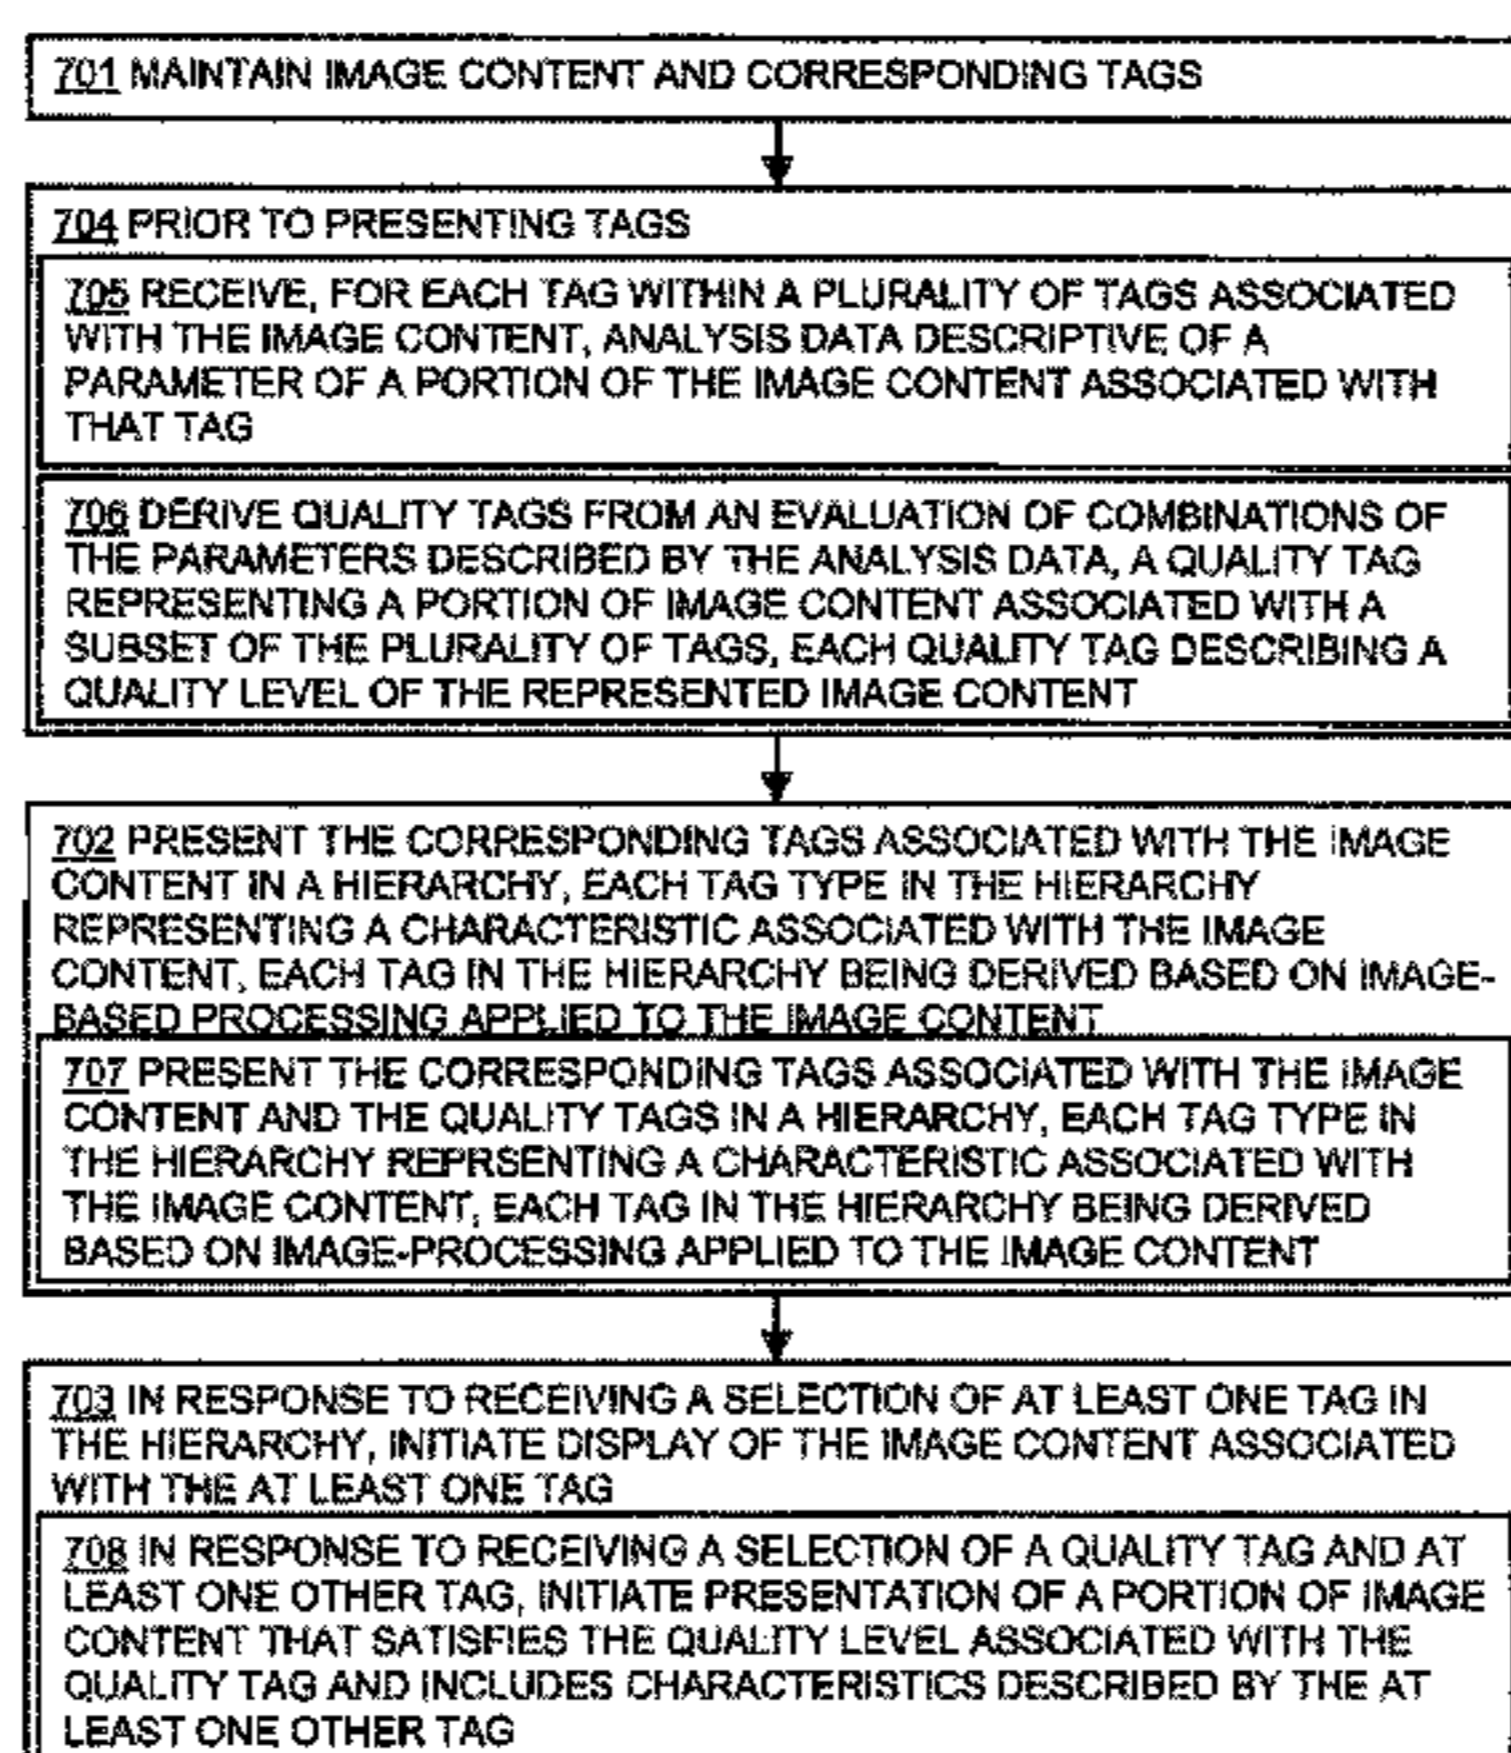 701 MAINTAIN IMAGE CONTENT AND CORRESPONDING TAGS
704 PRIOR TO PRESENTING TAGS
705 RECEIVE, FOR EACH TAG WITHIN A PLURALITY OF TAGS ASSOCIATED
WITH THE IMAGE CONTENT, ANALYSIS DATA DESCRIPTIVE OF A
PARAMETER OF A PORTION OF THE IMAGE CONTENT ASSOCIATED WITH
THAT TAG
706 DERIVE QUALITY TAGS FROM AN EVALUATION OF COMBINATIONS OF
THE PARAMETERS DESCRIBED BY THE ANALYSIS DATA, A QUALITY TAG
REPRESENTING A PORTION OF IMAGE CONTENT ASSOCIATED WITH A
SUBSET OF THE PLURALITY OF TAGS, EACH QUALITY TAG DESCRIBING A
QUALITY LEVEL OF THE REPRESENTED IMAGE CONTENT
702 PRESENT THE CORRESPONDING TAGS ASSOCIATED WITH THE IMAGE
CONTENT IN A HIERARCHY, EACH TAG TYPE IN THE HIERARCHY
REPRESENTING A CHARACTERISTIC ASSOCIATED WITH THE IMAGE
CONTENT, EACH TAG IN THE HIERARCHY BEING DERIVED BASED ON IMAGE-
BASED PROCESSING APPLIED TO THE IMAGE CONTENT
707 PRESENT THE CORRESPONDING TAGS ASSOCIATED WITH THE IMAGE
CONTENT AND THE QUALITY TAGS IN A HIERARCHY, EACH TAG TYPE IN
THE HIERARCHY REPRSENTING A CHARACTERISTIC ASSOCIATED WITH
THE IMAGE CONTENT, EACH TAG IN THE HIERARCHY BEING DERIVED
BASED ON IMAGE-PROCESSING APPLIED TO THE IMAGE CONTENT
703 IN RESPONSE TO RECEIVING A SELECTION OF AT LEAST ONE TAG IN
THE HIERARCHY, INITIATE DISPLAY OF THE IMAGE CONTENT ASSOCIATED
WITH THE AT LEAST ONE TAG
708 IN RESPONSE TO RECEIVING A SELECTION OF A QUALITY TAG AND AT
LEAST ONE OTHER TAG, INITIATE PRESENTATION OF A PORTION OF IMAGE
CONTENT THAT SATISFIES THE QUALITY LEVEL ASSOCIATED WITH THE
QUALITY TAG AND INCLUDES CHARACTERISTICS DESCRIBED BY THE AT
LEAST ONE OTHER TAG